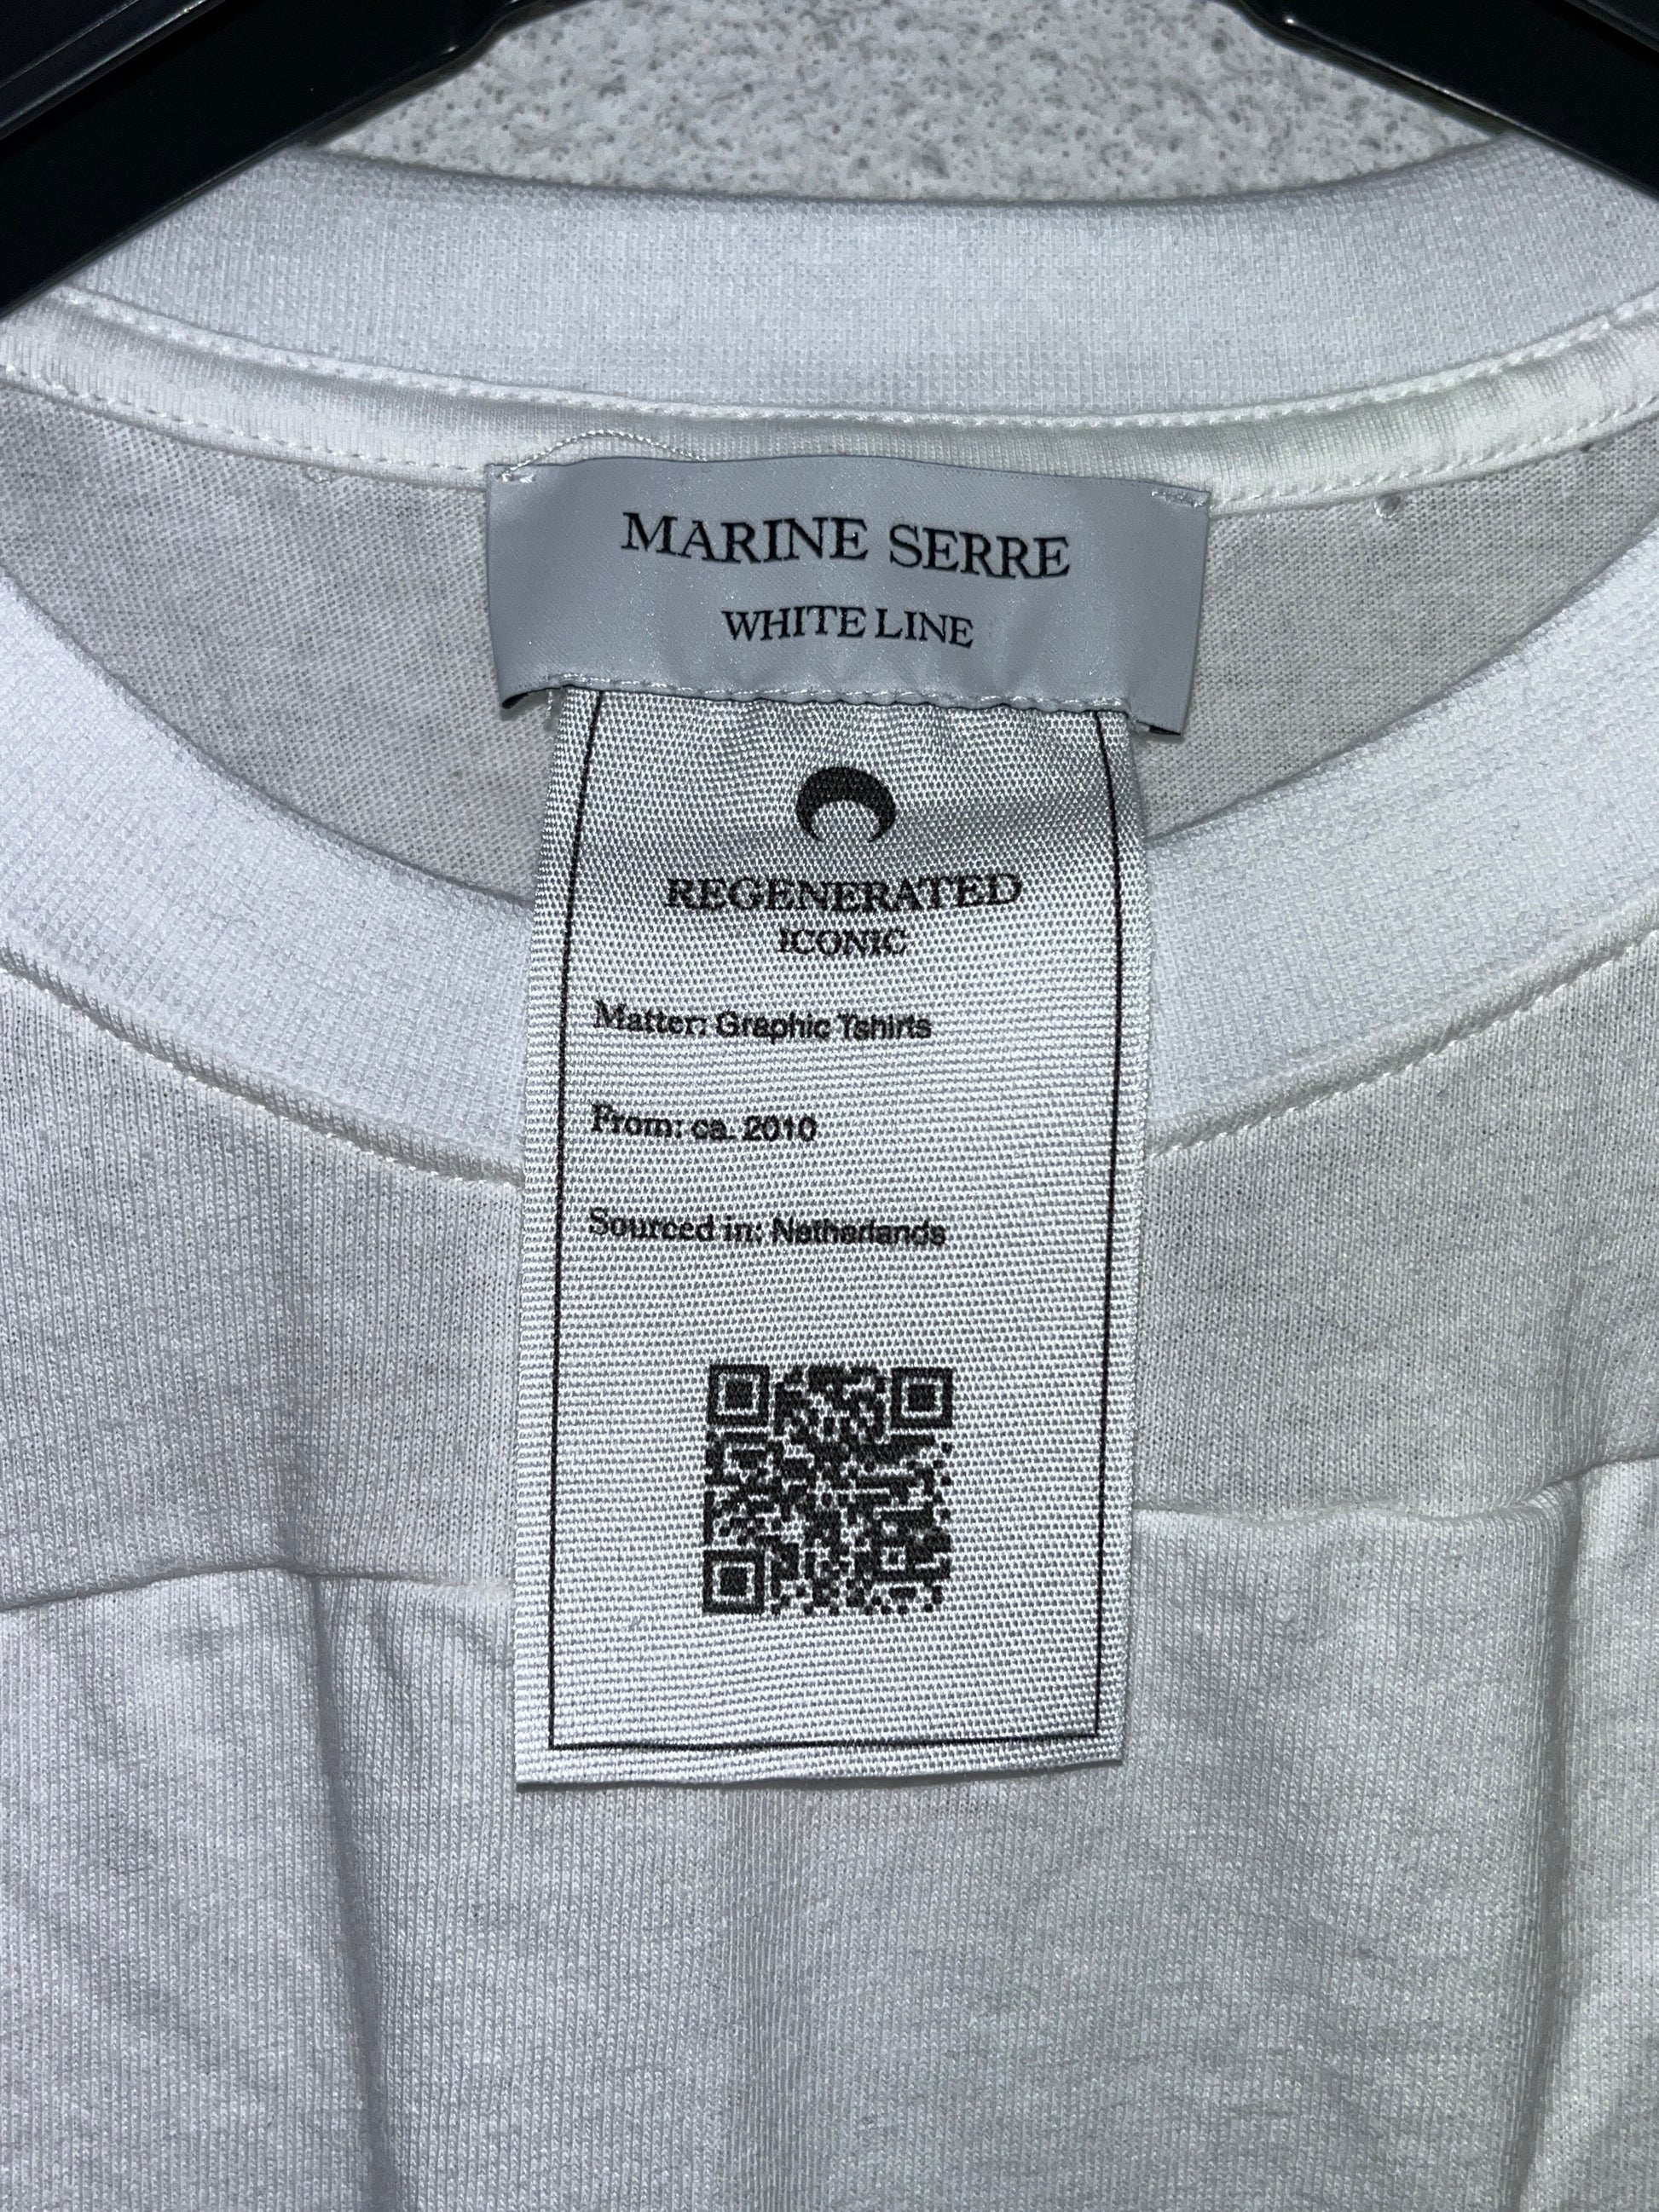 MARINE SERRE
WHITE LINE
REGENERATED
ICONIC
Matter: Graphic Tshirts
From: ca. 2010
Sourced in: Netherlands